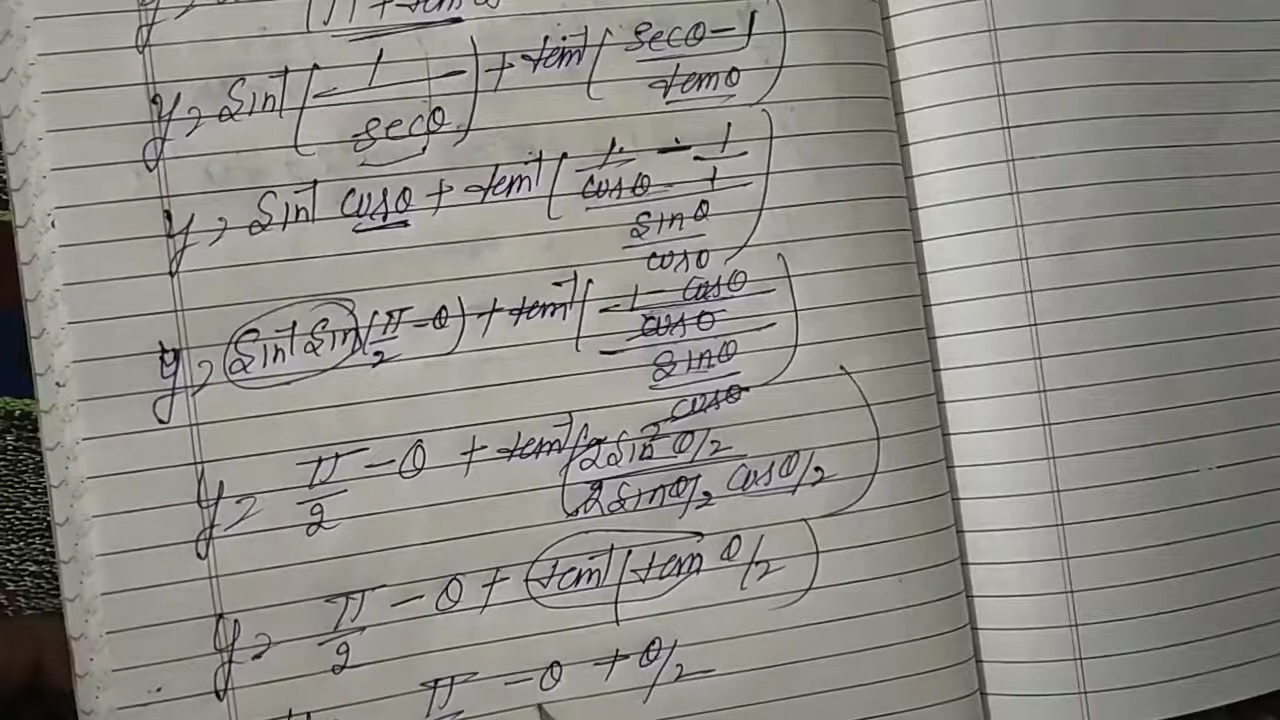 y = sin⁻¹(1/secθ) + tan⁻¹((secθ-1)/tanθ)
y = sin⁻¹ cosθ + tan⁻¹((1/cosθ - 1/1)/(sinθ/cosθ))
y = sin⁻¹ sin(π/2-θ) + tan⁻¹(((1-cosθ)/cosθ)/(sinθ/cosθ))
y = π/2 - θ + tan⁻¹(2sin²θ/2 / 2sinθ/2 cosθ/2)
y = π/2 - θ + tan⁻¹(tan θ/2)
π - θ + θ/2